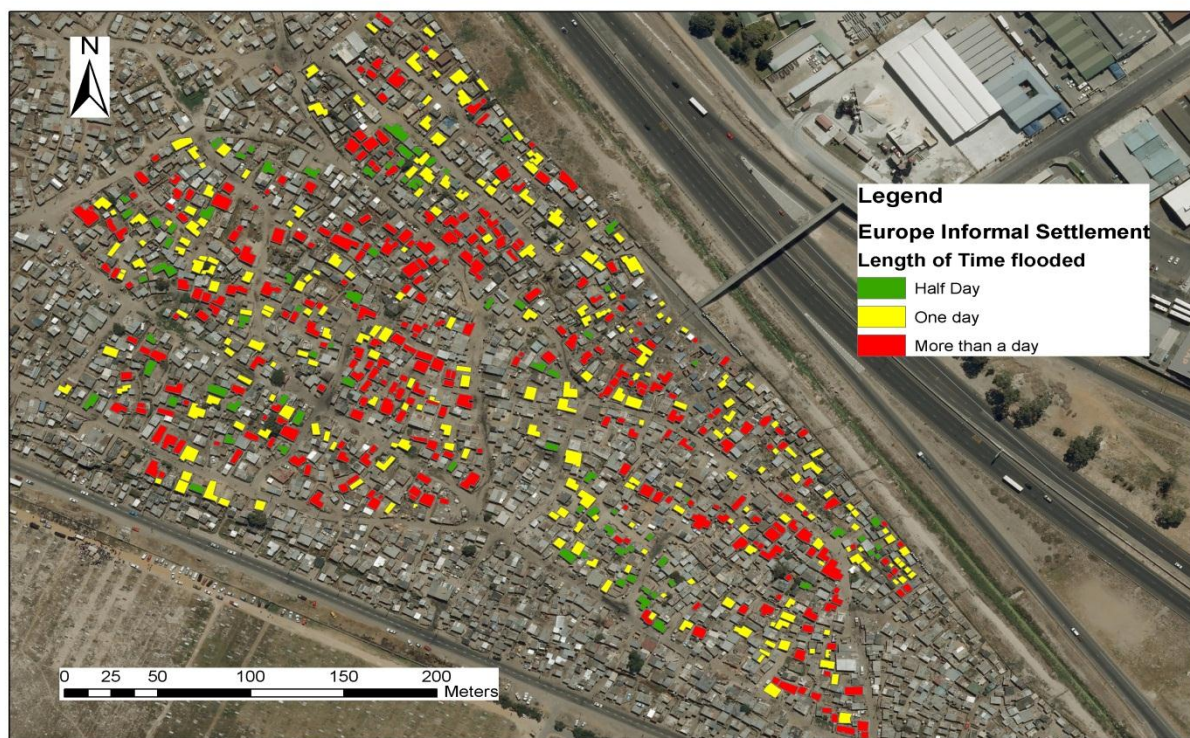 N
Legend
Europe Informal Settlement
Length of Time flooded
Half Day
One day
More than a day
0 25 50 100 150 200
Meters